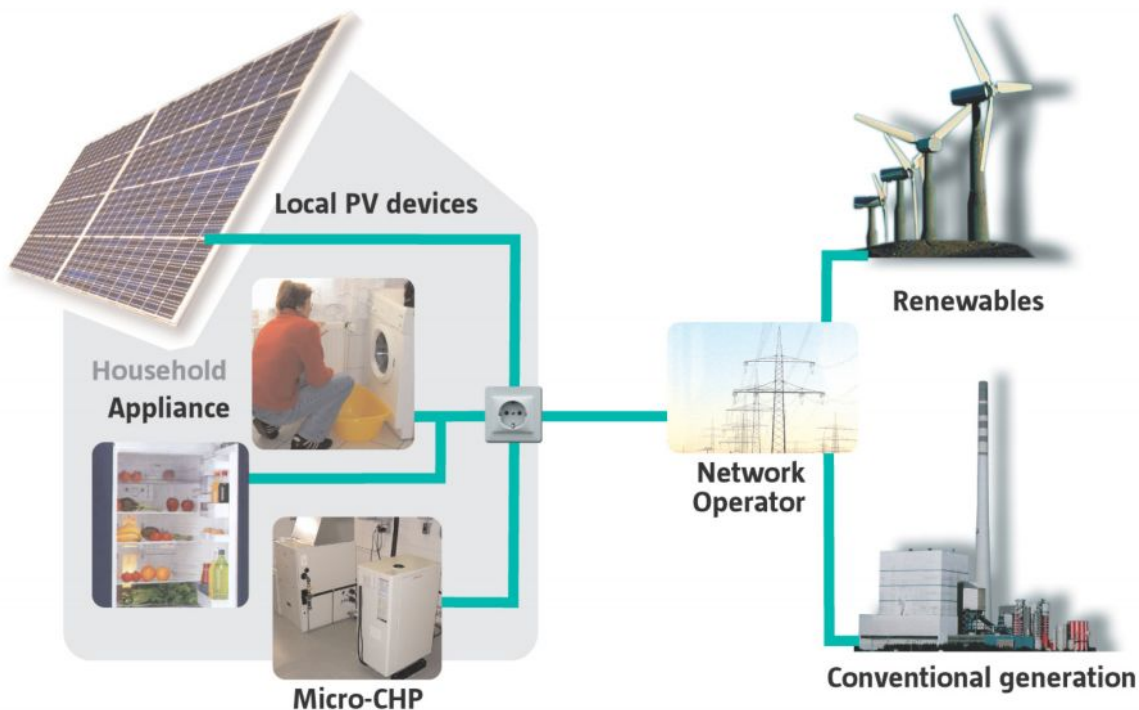 Local PV devices
Household
Appliance
Micro-CHP
Network
Operator
Renewables
Conventional generation